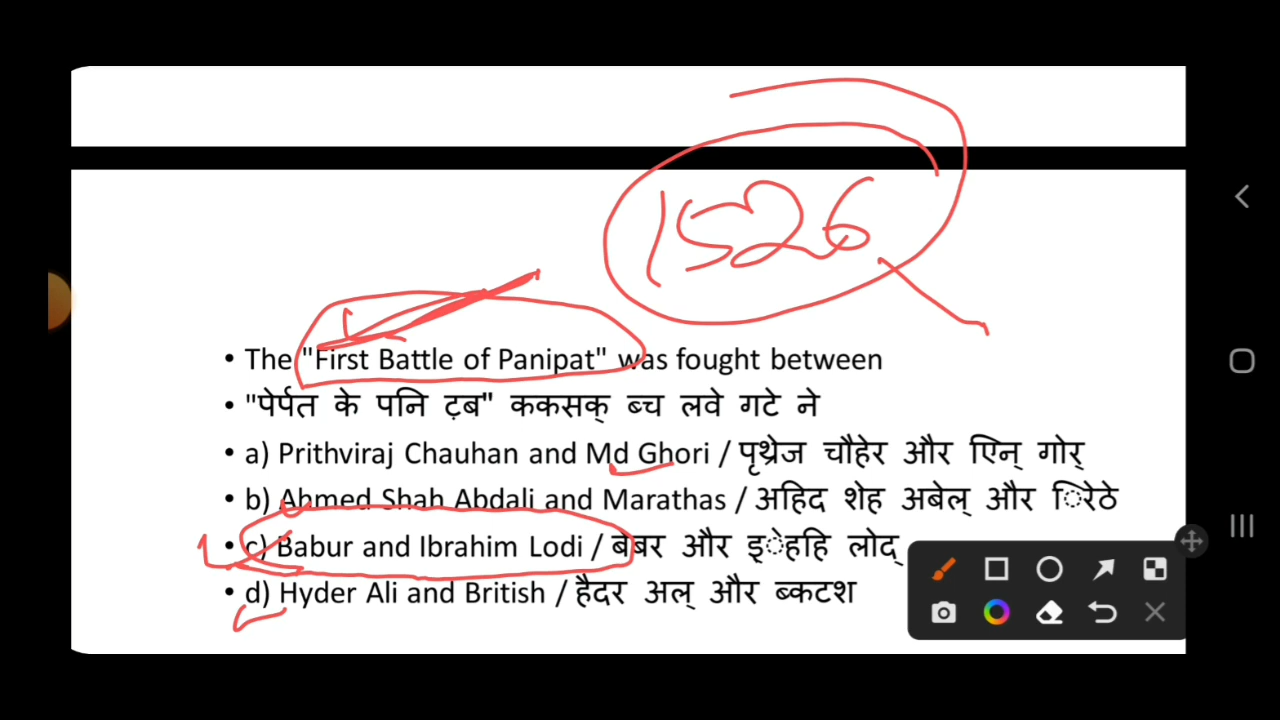 1526
The "First Battle of Panipat" was fought between
"पेर्पत के पनि ट़ब" ककसक् ब्च लवे गटे ने
a) Prithviraj Chauhan and Md Ghori / पृथ्रेज चौहेर और एिन् गोर्
b) Ahmed Shah Abdali and Marathas / अहिद शेह अबेल् और िरेठे
c) Babur and Ibrahim Lodi / बेबर और इ्ेहहि लोद्
d) Hyder Ali and British / हैदर अल् और ब्कटश